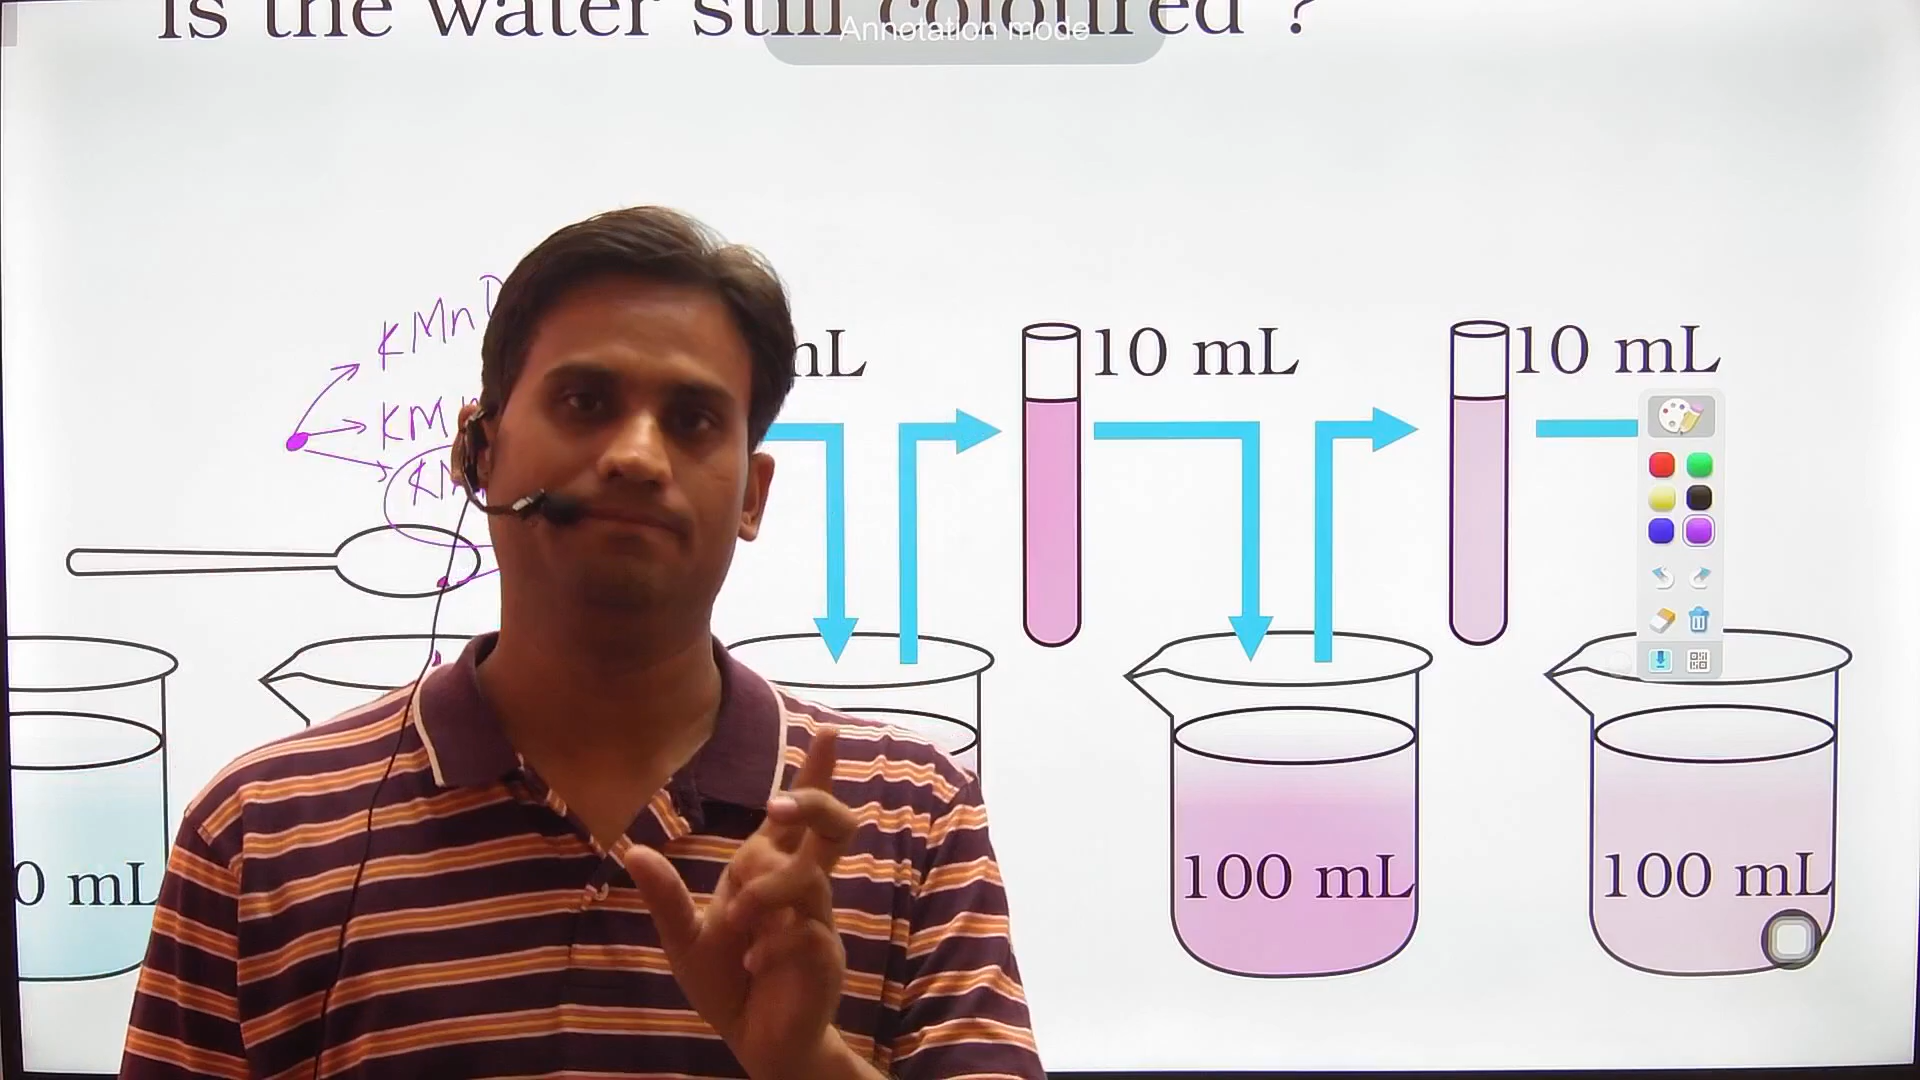 Is the water still coloured ?
Annotation mode
KMn
KM
mL
10 mL
10 mL
0 mL
100 mL
100 mL